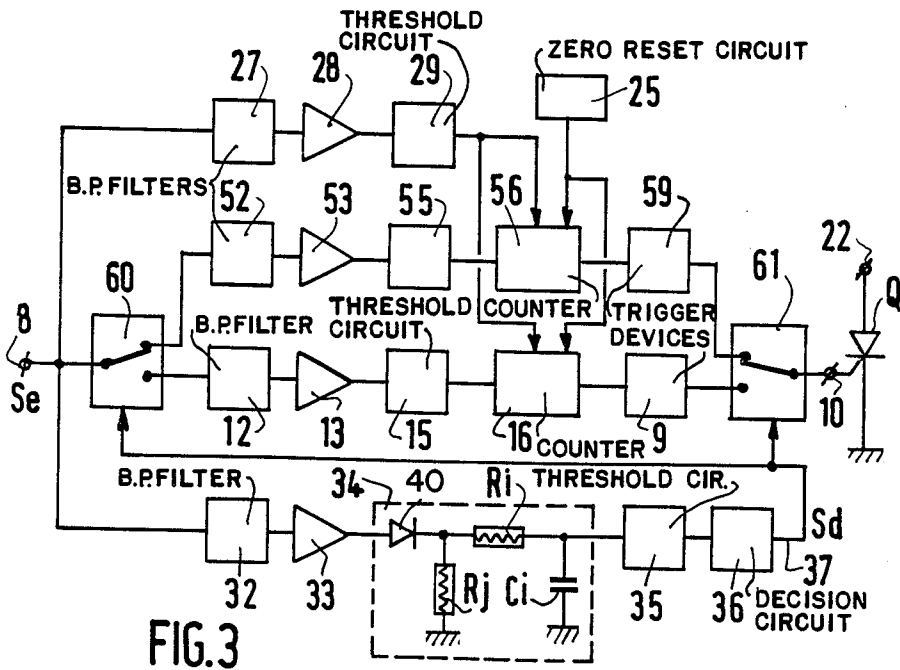 THRESHOLD
CIRCUIT
ZERO RESET CIRCUIT
27
28
29
25
B.P. FILTERS
52
53
55
56
59
22
61
Q
60
8
Se
THRESHOLD
CIRCUIT
COUNTER
TRIGGER
DEVICES
B.P. FILTER
12
13
15
16
COUNTER
9
10
B.P. FILTER
34
40
Ri
THRESHOLD CIR.
Sd
32
33
Rj
Ci
35
36
37
DECISION
CIRCUIT
FIG.3